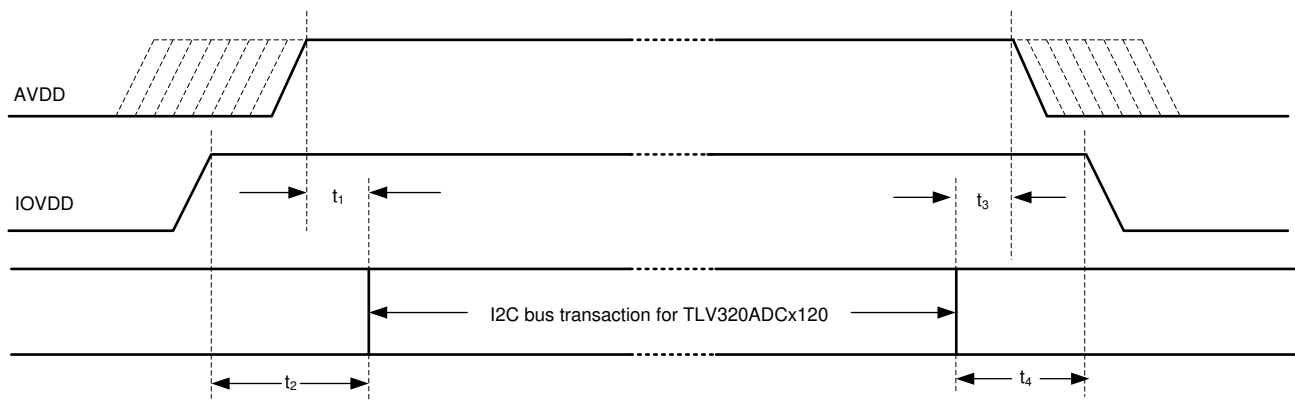 AVDD
IOVDD
t₁
t₃
I2C bus transaction for TLV320ADCx120
t₂
t₄